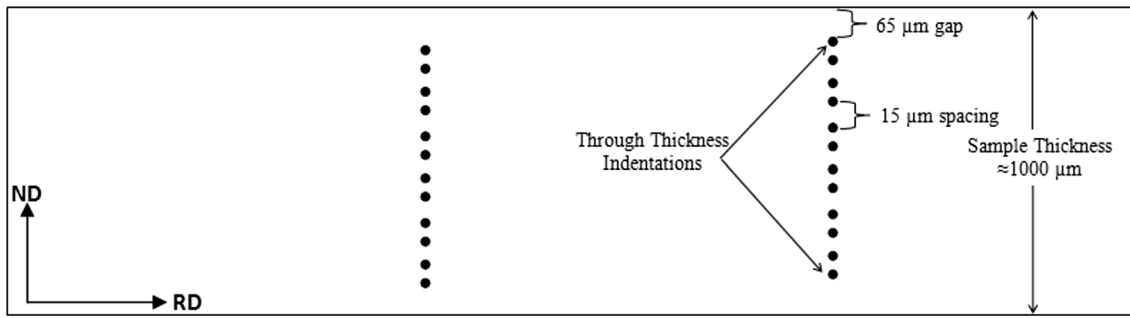 65 µm gap
15 µm spacing
Through Thickness
Indentations
Sample Thickness
≈1000 µm
ND
RD